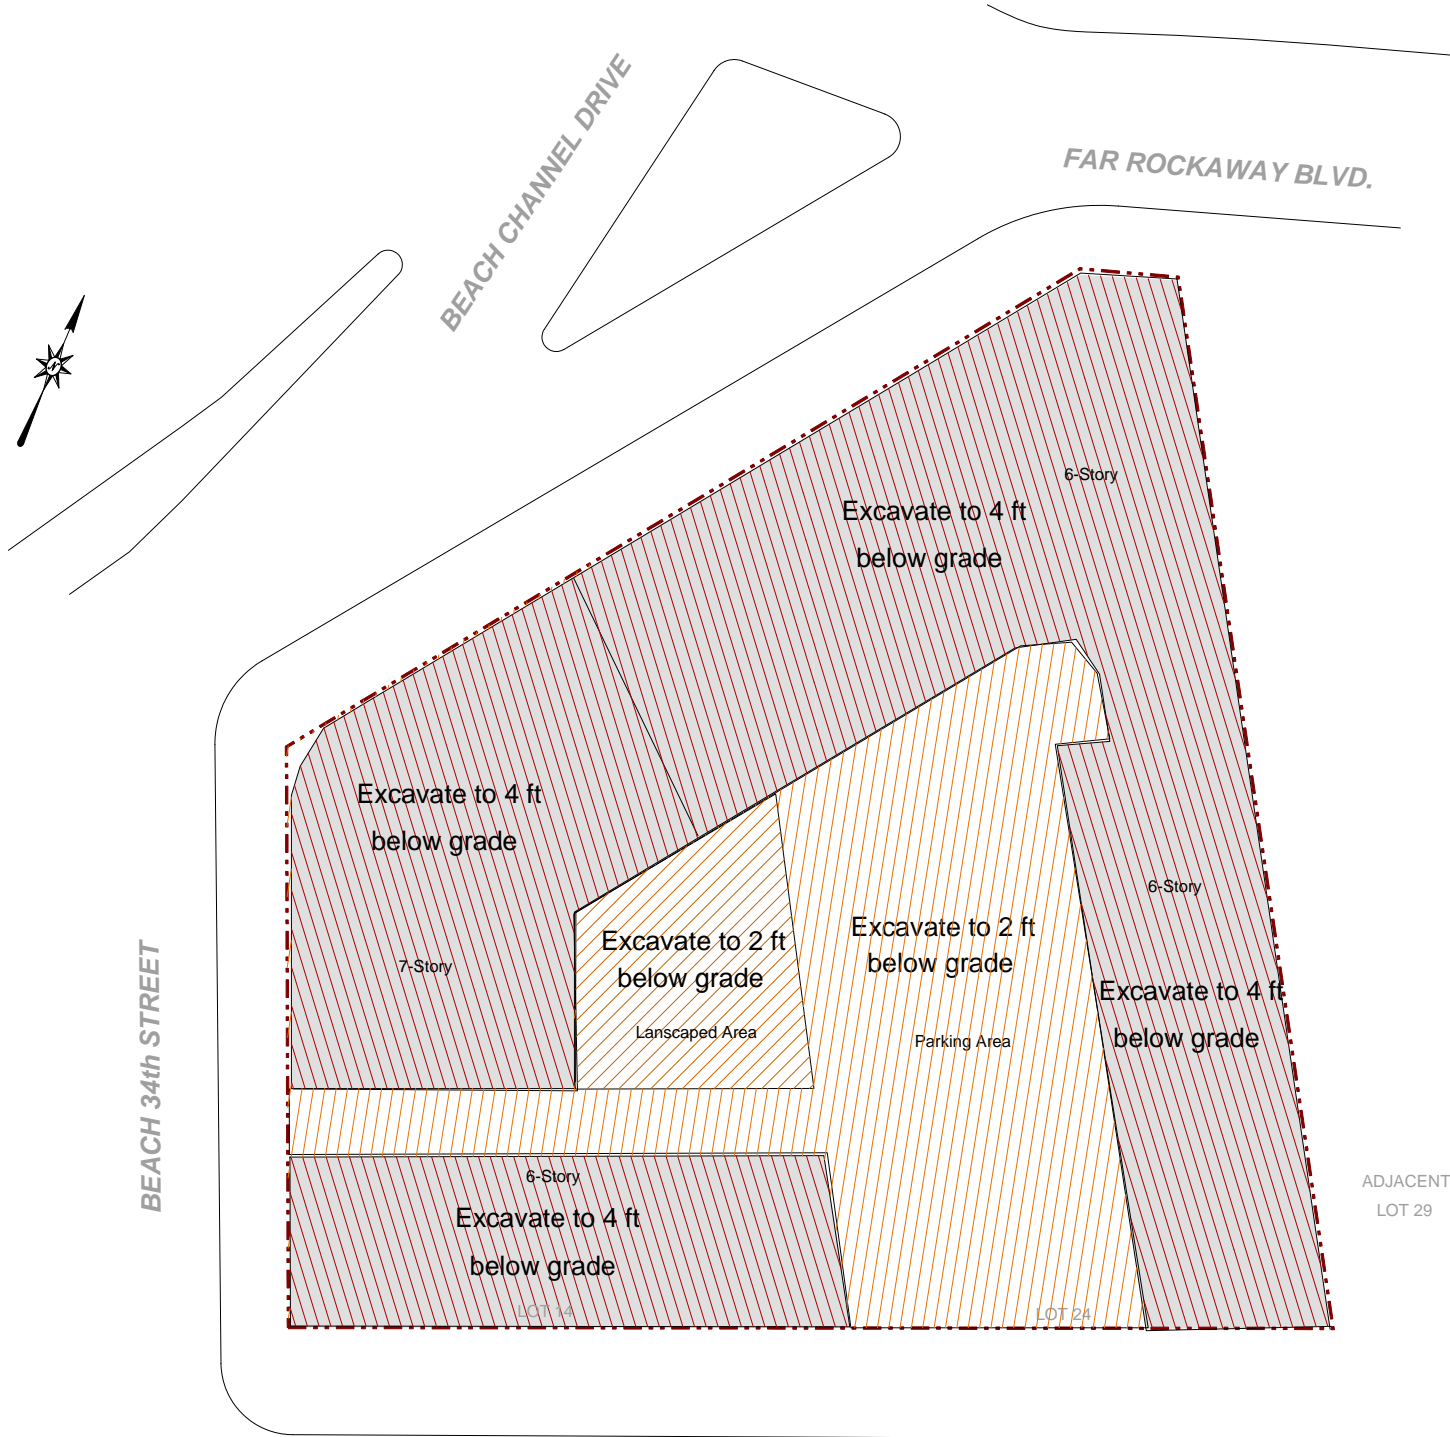 BEACH CHANNEL DRIVE
FAR ROCKAWAY BLVD.
N
6-Story
Excavate to 4 ft
below grade
Excavate to 4 ft
below grade
7-Story
6-Story
Excavate to 2 ft
below grade
Lanscaped Area
Excavate to 2 ft
below grade
Parking Area
Excavate to 4 ft
below grade
BEACH 34th STREET
6-Story
Excavate to 4 ft
below grade
LOT 14
LOT 24
ADJACENT
LOT 29